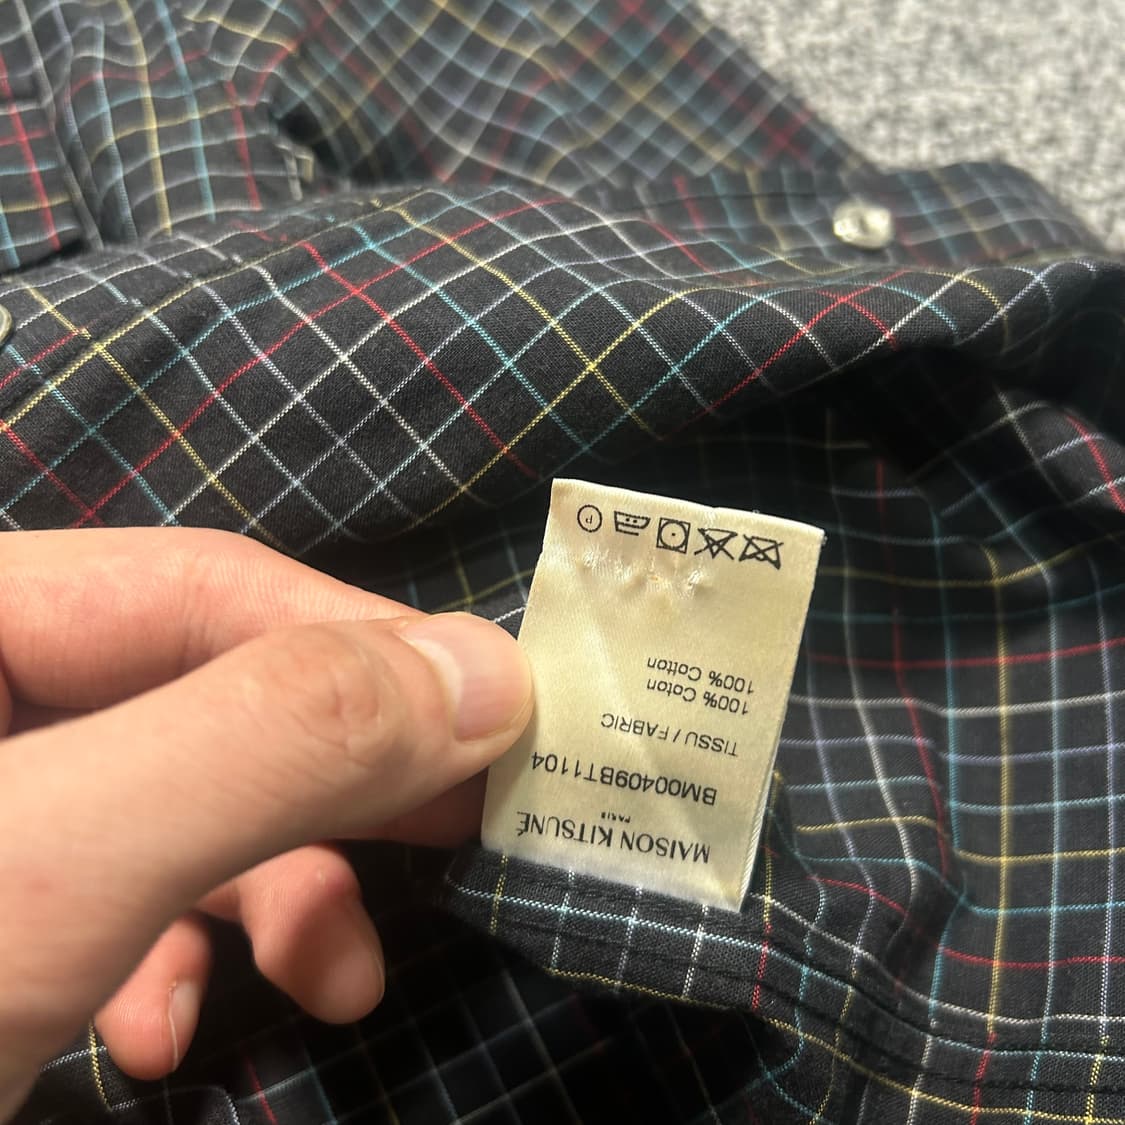 MAISON KITSUNÉ
PARIS
BM00409BT1104
TISSU / FABRIC
100% Coton
100% Cotton
P